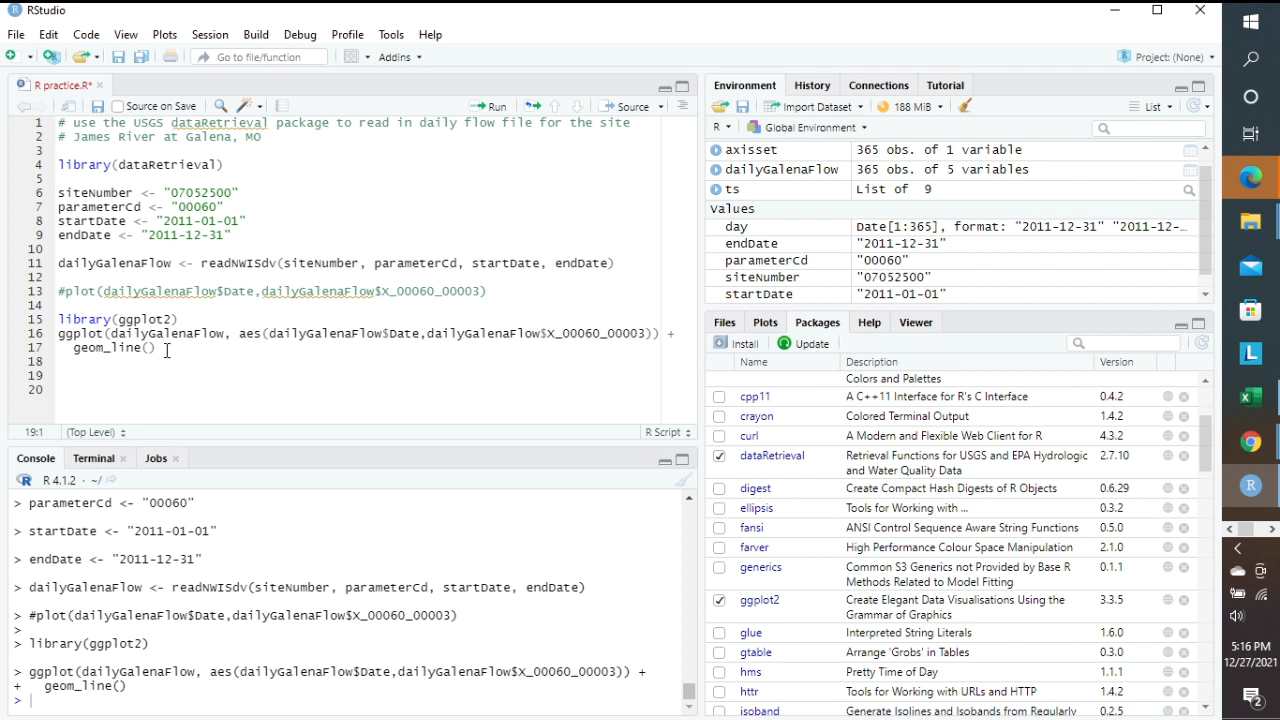 RStudio
File Edit Code View Plots Session Build Debug Profile Tools Help
Go to file/function Addins Project: (None)
R practice.R*
Source on Save Run Source
1 # use the USGS dataRetrieval package to read in daily flow file for the site
2 # James River at Galena, MO
3
4 library(dataRetrieval)
5
6 siteNumber <- "07052500"
7 parameterCd <- "00060"
8 startDate <- "2011-01-01"
9 endDate <- "2011-12-31"
10
11 dailyGalenaFlow <- readNWISdv(siteNumber, parameterCd, startDate, endDate)
12
13 #plot(dailyGalenaFlow$Date,dailyGalenaFlow$X_00060_00003)
14
15 library(ggplot2)
16 ggplot(dailyGalenaFlow, aes(dailyGalenaFlow$Date,dailyGalenaFlow$X_00060_00003)) +
17 geom_line()
18
19
20
19:1 (Top Level) R Script
Console Terminal Jobs
R 4.1.2 · ~/
parameterCd <- "00060"
> startDate <- "2011-01-01"
> endDate <- "2011-12-31"
> dailyGalenaFlow <- readNWISdv(siteNumber, parameterCd, startDate, endDate)
> #plot(dailyGalenaFlow$Date,dailyGalenaFlow$X_00060_00003)
>
> library(ggplot2)
> ggplot(dailyGalenaFlow, aes(dailyGalenaFlow$Date,dailyGalenaFlow$X_00060_00003)) +
+ geom_line()
>
Environment History Connections Tutorial
Import Dataset 188 MiB List
R Global Environment
axisset 365 obs. of 1 variable
dailyGalenaFlow 365 obs. of 5 variables
ts List of 9
Values
day Date[1:365], format: "2011-12-31" "2011-12-...
endDate "2011-12-31"
parameterCd "00060"
siteNumber "07052500"
startDate "2011-01-01"
Files Plots Packages Help Viewer
Install Update
Name Description Version
Colors and Palettes
cpp11 A C++11 Interface for R's C Interface 0.4.2
crayon Colored Terminal Output 1.4.2
curl A Modern and Flexible Web Client for R 4.3.2
dataRetrieval Retrieval Functions for USGS and EPA Hydrologic 2.7.10
and Water Quality Data
digest Create Compact Hash Digests of R Objects 0.6.29
ellipsis Tools for Working with ... 0.3.2
fansi ANSI Control Sequence Aware String Functions 0.5.0
farver High Performance Colour Space Manipulation 2.1.0
generics Common S3 Generics not Provided by Base R 0.1.1
Methods Related to Model Fitting
ggplot2 Create Elegant Data Visualisations Using the 3.3.5
Grammar of Graphics
glue Interpreted String Literals 1.6.0
gtable Arrange 'Grobs' in Tables 0.3.0
hms Pretty Time of Day 1.1.1
httr Tools for Working with URLs and HTTP 1.4.2
isoband Generate Isolines and Isobands from Regularly 0.2.5
L
R
5:16 PM
12/27/2021
2